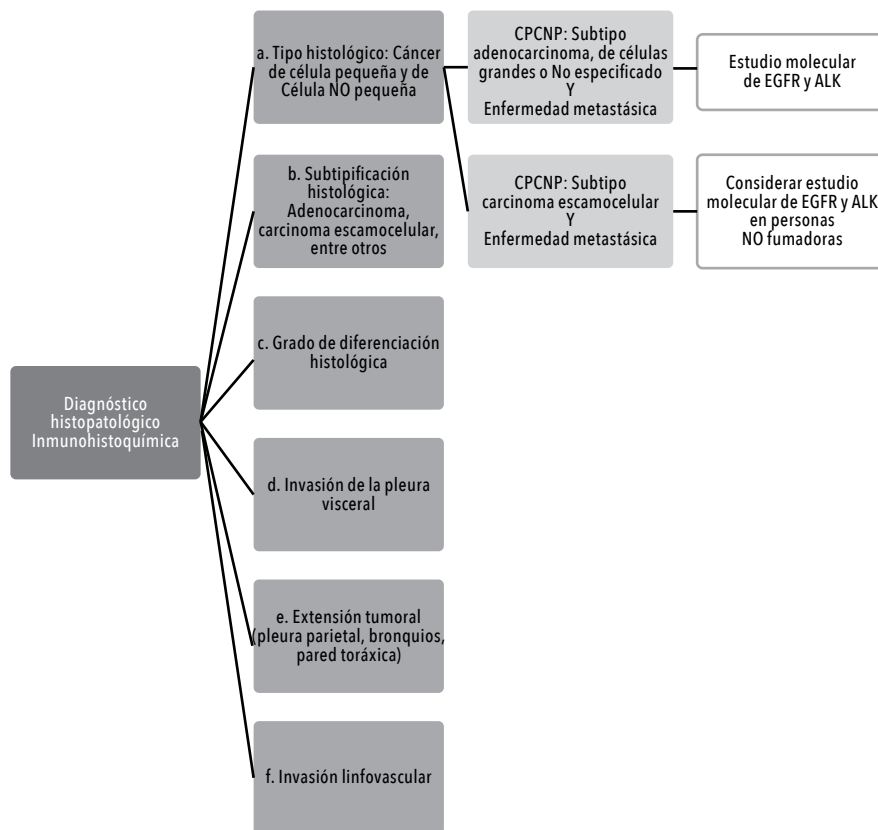 Diagnóstico
histopatológico
Inmunohistoquímica
a. Tipo histológico: Cáncer
de célula pequeña y de
Célula NO pequeña
CPCNP: Subtipo
adenocarcinoma, de células
grandes o No especificado
Y
Enfermedad metastásica
Estudio molecular
de EGFR y ALK
CPCNP: Subtipo
carcinoma escamocelular
Y
Enfermedad metastásica
Considerar estudio
molecular de EGFR y ALK
en personas
NO fumadoras
b. Subtipificación
histológica:
Adenocarcinoma,
carcinoma escamocelular,
entre otros
c. Grado de diferenciación
histológica
d. Invasión de la pleura
visceral
e. Extensión tumoral
(pleura parietal, bronquios,
pared toráxica)
f. Invasión linfovascular